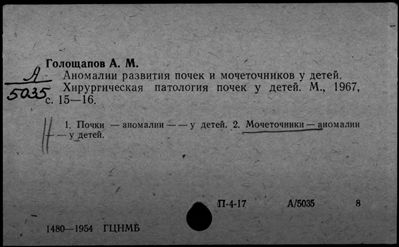 Голощапов А. М.
А
5035
Аномалии развития почек и мочеточников у детей.
Хирургическая патология почек у детей. М., 1967,
с. 15—16.
1. Почки — аномалии — — у детей. 2. Мочеточники — аномалии
— у детей.
П-4-17 А/5035 8
1480—1954 ГЦНМБ